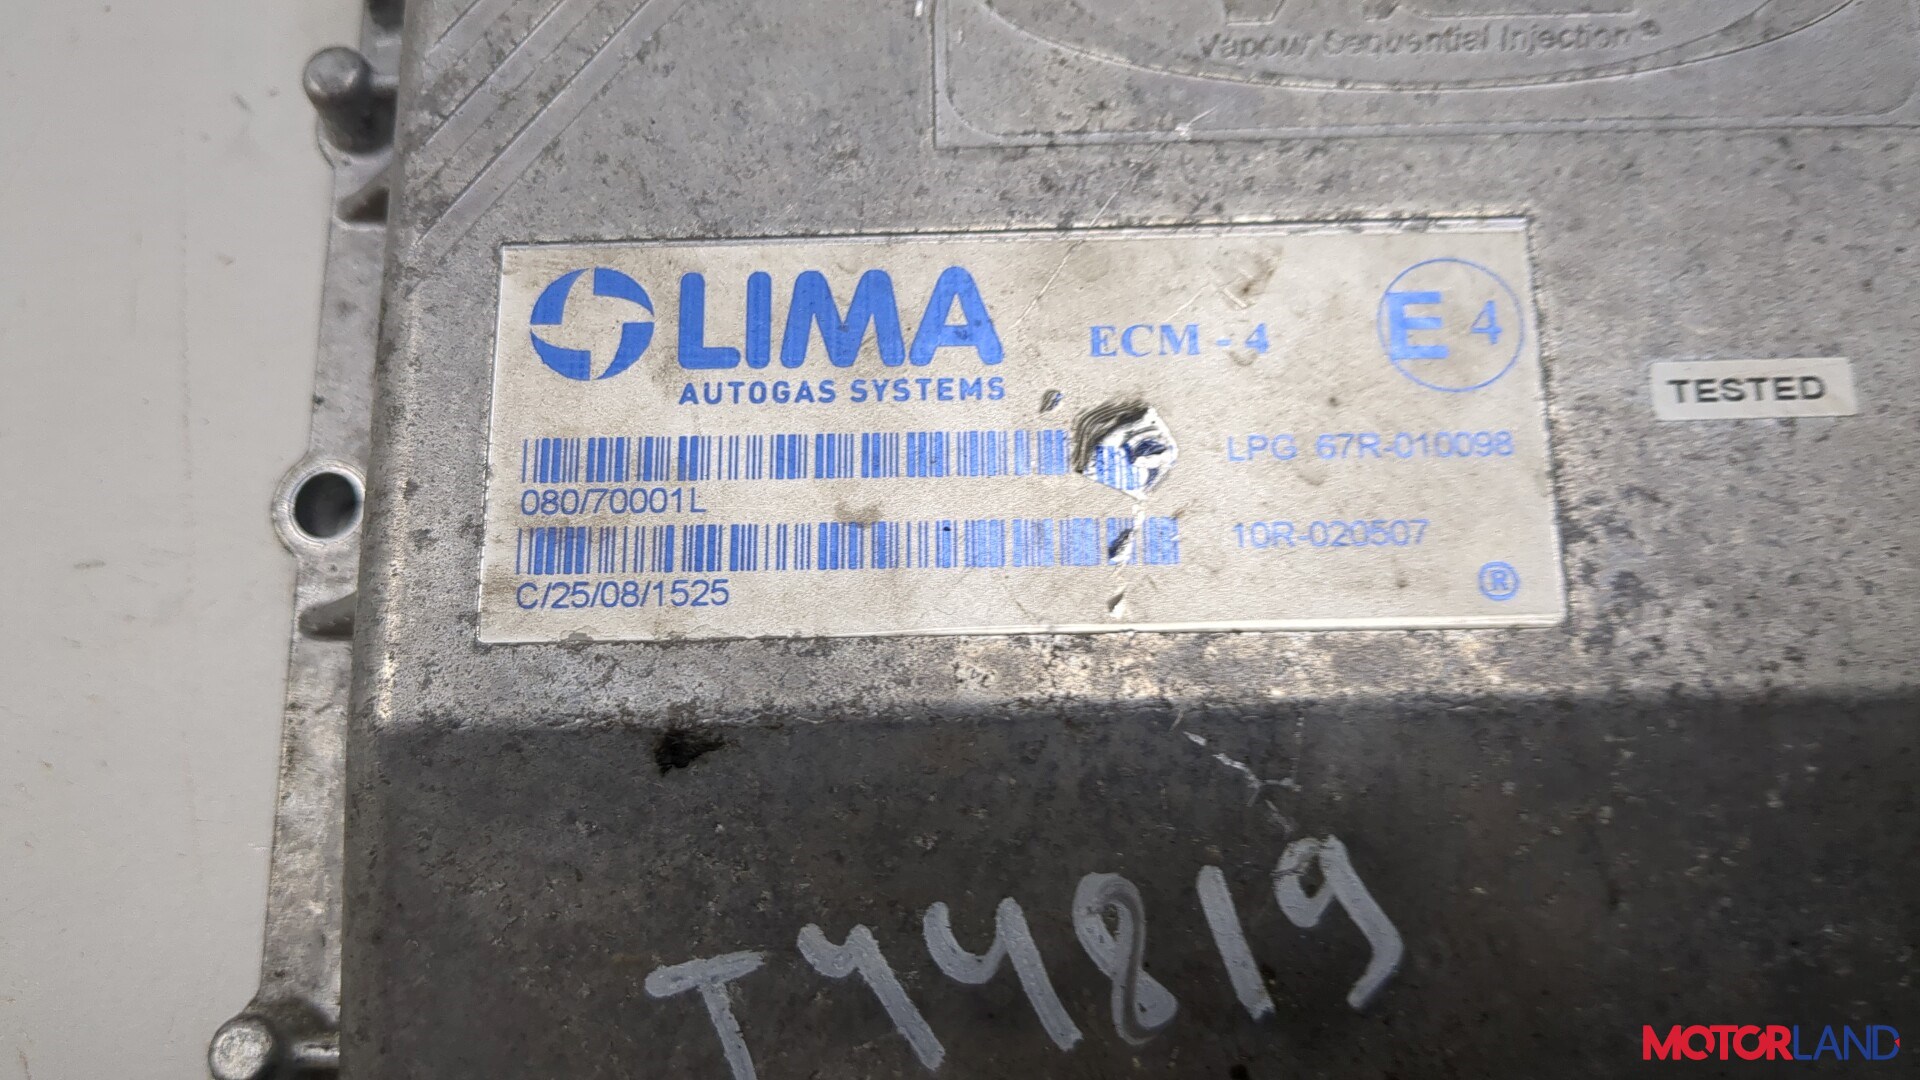 Vapour Sequential Injection®
LIMA
AUTOGAS SYSTEMS
ECM - 4
E 4
TESTED
LPG 67R-010098
080/70001L
10R-020507
C/25/08/1525
®
T44819
MOTORLAND